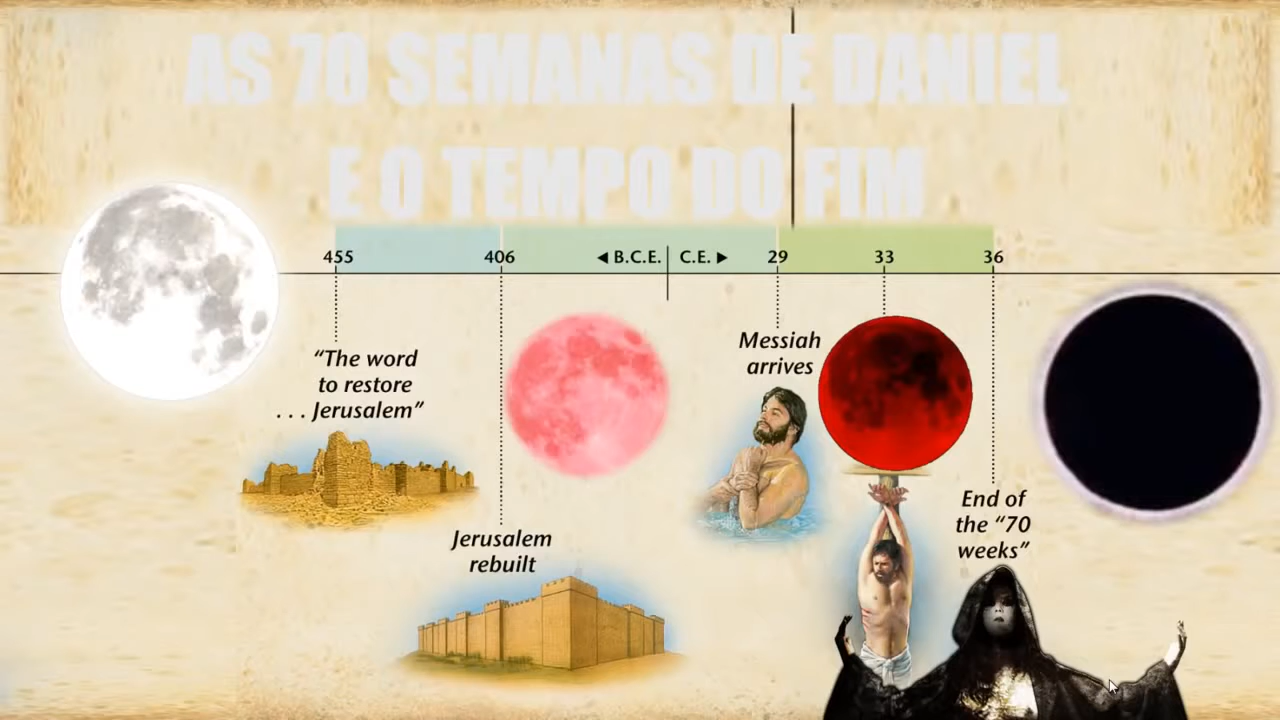 AS 70 SEMANAS DE DANIEL
E O TEMPO DO FIM
455
406
◄ B.C.E.
C.E. ►
29
33
36
“The word
to restore
. . . Jerusalem”
Jerusalem
rebuilt
Messiah
arrives
End of
the “70
weeks”